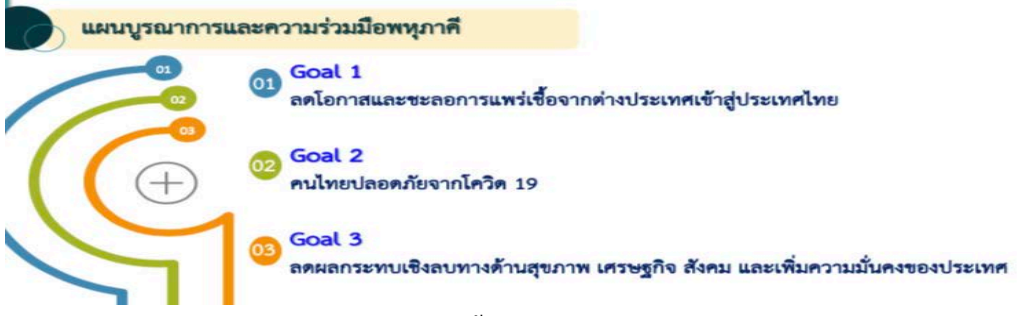 แผนบูรณาการและความร่วมมือพหุภาคี
01
02
03
01 Goal 1
ลดโอกาสและชะลอการแพร่เชื้อจากต่างประเทศเข้าสู่ประเทศไทย
02 Goal 2
คนไทยปลอดภัยจากโควิด 19
03 Goal 3
ลดผลกระทบเชิงลบทางด้านสุขภาพ เศรษฐกิจ สังคม และเพิ่มความมั่นคงของประเทศ